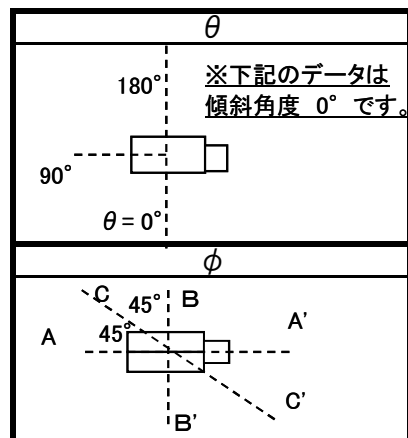 θ
180°
※下記のデータは
傾斜角度 0° です。
90°
θ = 0°
φ
C
45°
B
A
45°
A'
C'
B'